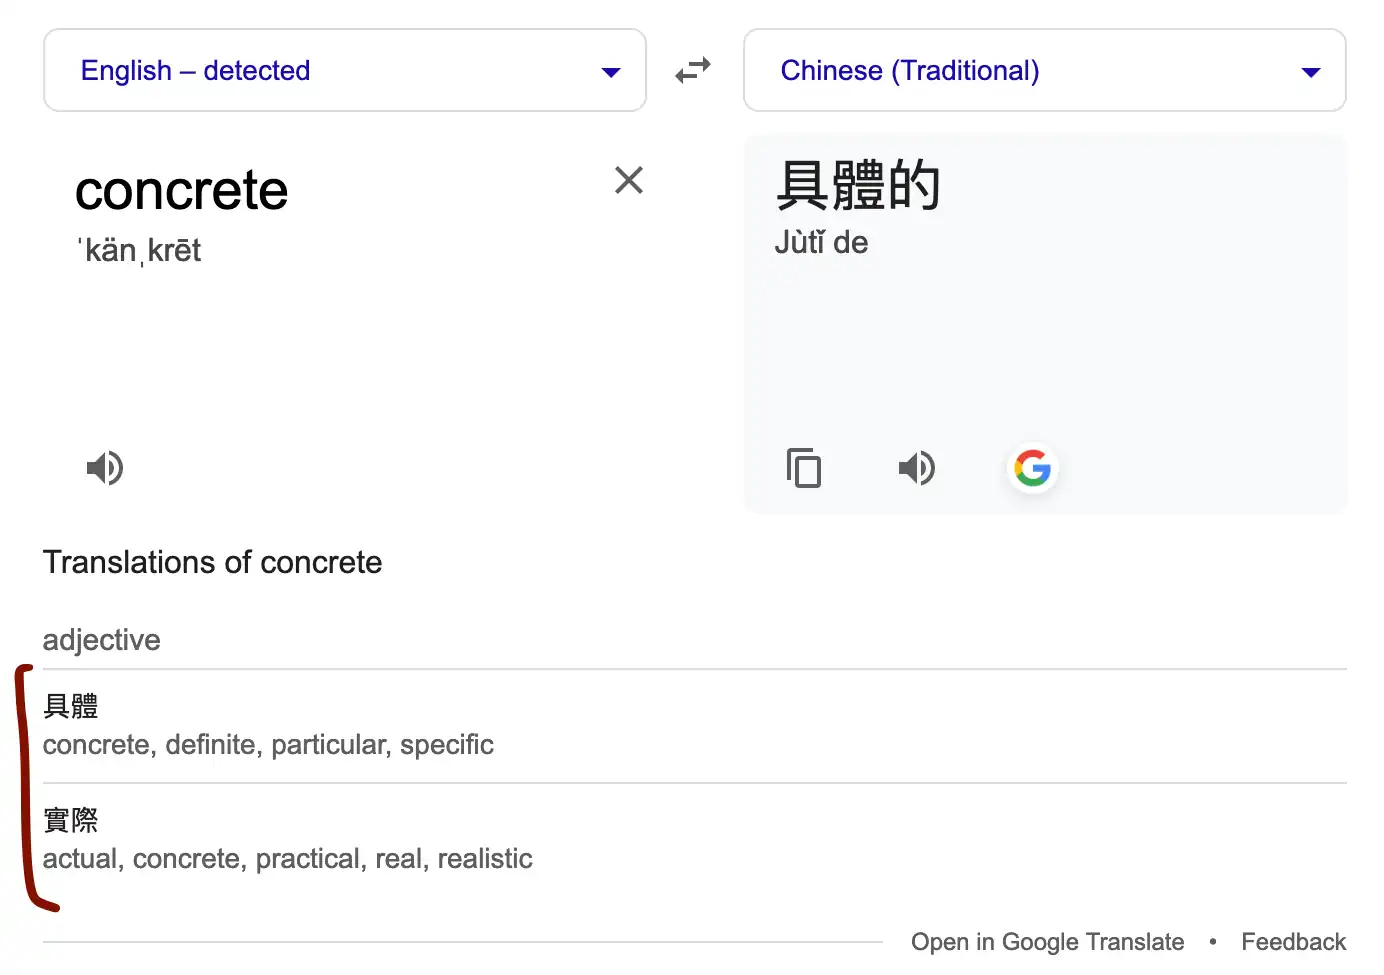 English – detected
Chinese (Traditional)
concrete
ˈkänˌkrēt
具體的
Jùtǐ de
Translations of concrete
adjective
具體
concrete, definite, particular, specific
實際
actual, concrete, practical, real, realistic
Open in Google Translate • Feedback